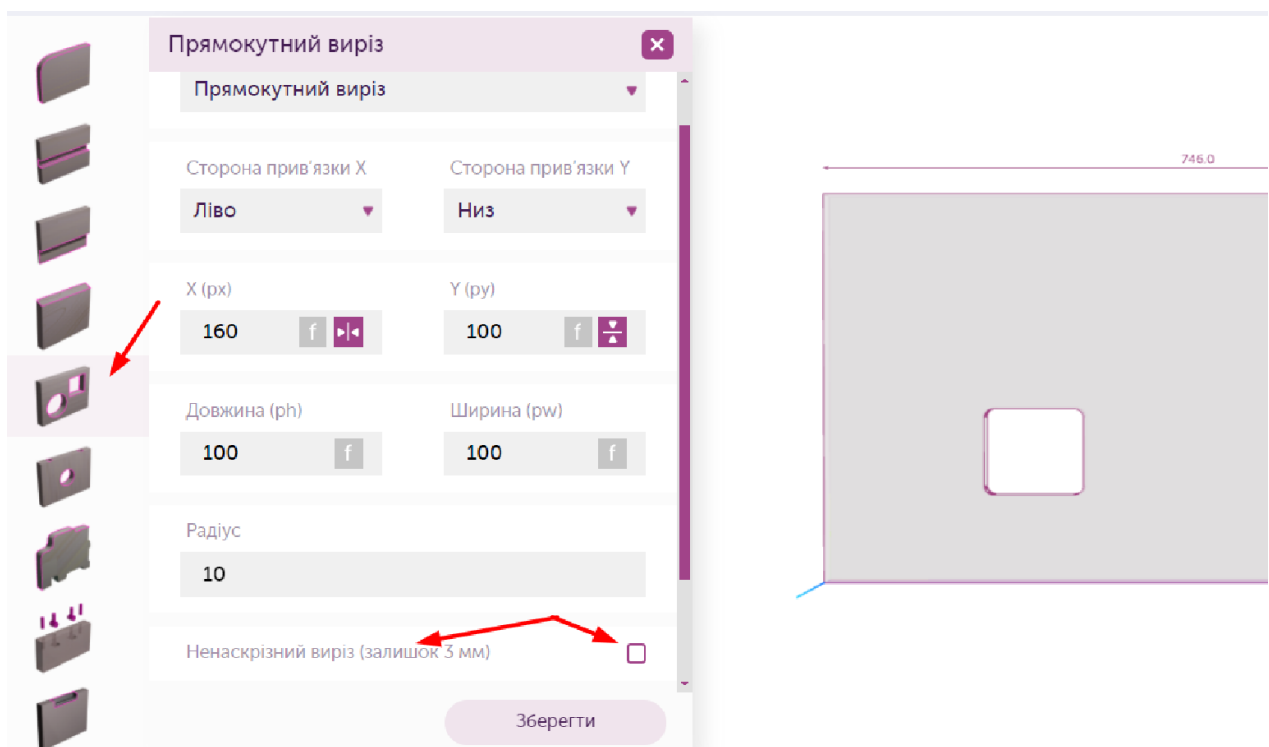 Прямокутний виріз
Прямокутний виріз
Сторона прив'язки X
Сторона прив'язки Y
Ліво
Низ
X (px)
Y (py)
160
f
100
f
Довжина (ph)
Ширина (pw)
100
f
100
f
Радіус
10
Ненаскрізний виріз (залишок 3 мм)
Зберегти
746.0